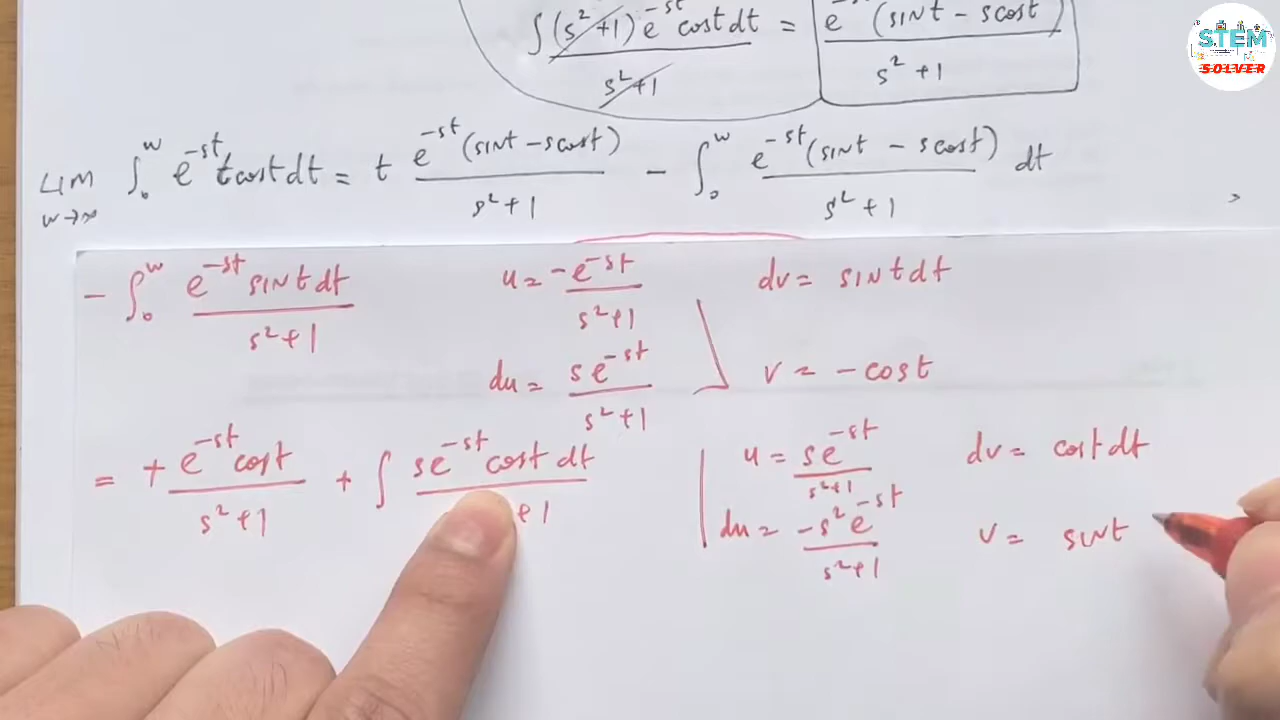 STEM
SOLVER
∫ (s²+1) e^-st cost dt / s²+1 = e (sint - scost) / s²+1
Lim w→∞ ∫₀^w e^-st t cost dt = t e^-st (sint - scost) / s²+1 - ∫₀^w e^-st (sint - scost) / s²+1 dt
- ∫₀^w e^-st sint dt / s²+1 u = -e^-st / s²+1 dv = sint dt
du = se^-st / s²+1 v = -cost
= + e^-st cost / s²+1 + ∫ se^-st cost dt / +1 u = se^-st / s²+1 dv = cost dt
du = -s²e^-st / s²+1 v = sint